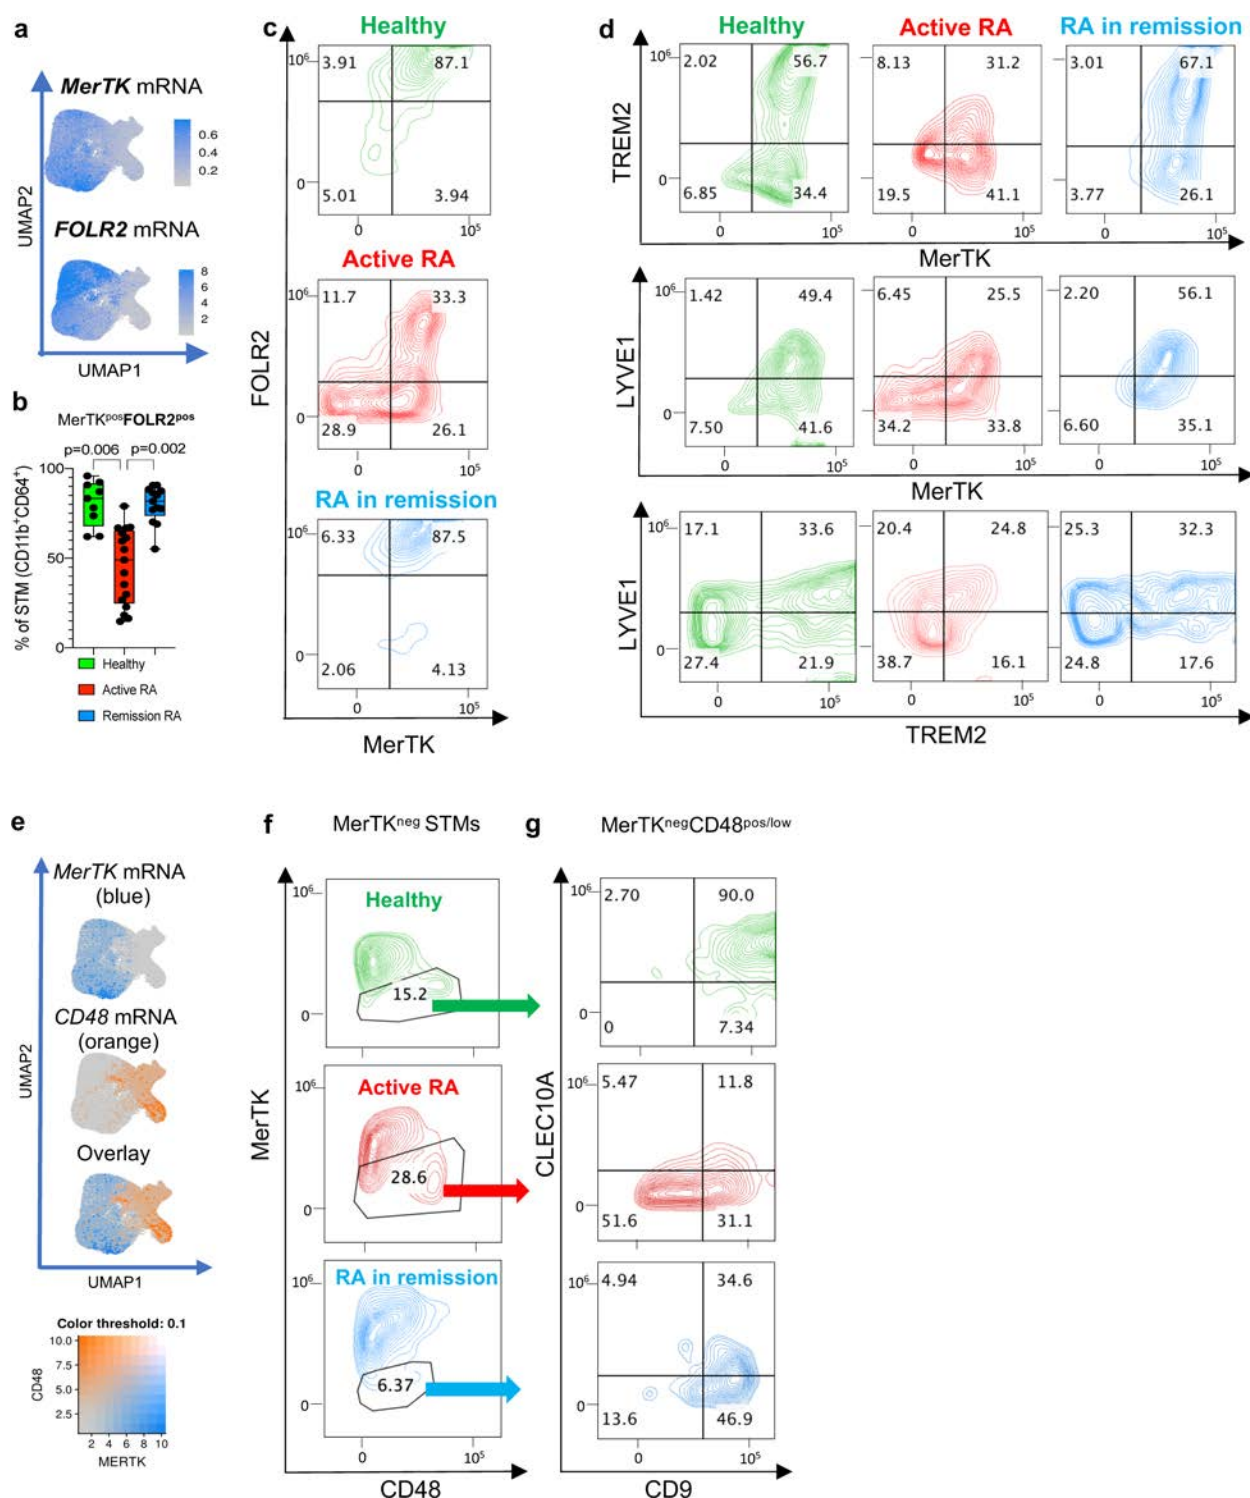 a
MerTK mRNA
0.6
0.4
0.2
FOLR2 mRNA
8
6
4
2
UMAP2
UMAP1
b
MerTKposFOLR2pos
p=0.006
p=0.002
100
50
0
% of STM (CD11b+CD64+)
Healthy
Active RA
Remission RA
c
Healthy
10⁶
3.91
87.1
0
5.01
3.94
0
10⁵
Active RA
10⁶
11.7
33.3
0
28.9
26.1
0
10⁵
RA in remission
10⁶
6.33
87.5
0
2.06
4.13
0
10⁵
FOLR2
MerTK
d
Healthy
Active RA
RA in remission
TREM2
10⁶
0
2.02
56.7
6.85
34.4
0
10⁵
8.13
31.2
19.5
41.1
0
10⁵
3.01
67.1
3.77
26.1
0
10⁵
MerTK
LYVE1
10⁶
0
1.42
49.4
7.50
41.6
0
10⁵
6.45
25.5
34.2
33.8
0
10⁵
2.20
56.1
6.60
35.1
0
10⁵
MerTK
LYVE1
10⁶
0
17.1
33.6
27.4
21.9
0
10⁵
20.4
24.8
38.7
16.1
0
10⁵
25.3
32.3
24.8
17.6
0
10⁵
TREM2
e
MerTK mRNA
(blue)
CD48 mRNA
(orange)
Overlay
UMAP2
UMAP1
Color threshold: 0.1
10.0
7.5
5.0
2.5
CD48
2 4 6 8 10
MERTK
f
MerTKneg STMs
Healthy
10⁶
15.2
0
Active RA
10⁶
28.6
0
RA in remission
10⁶
6.37
0
0
10⁵
MerTK
CD48
g
MerTKnegCD48pos/low
10⁶
2.70
90.0
0
0
7.34
10⁶
5.47
11.8
0
51.6
31.1
10⁶
4.94
34.6
0
13.6
46.9
0
10⁵
CLEC10A
CD9